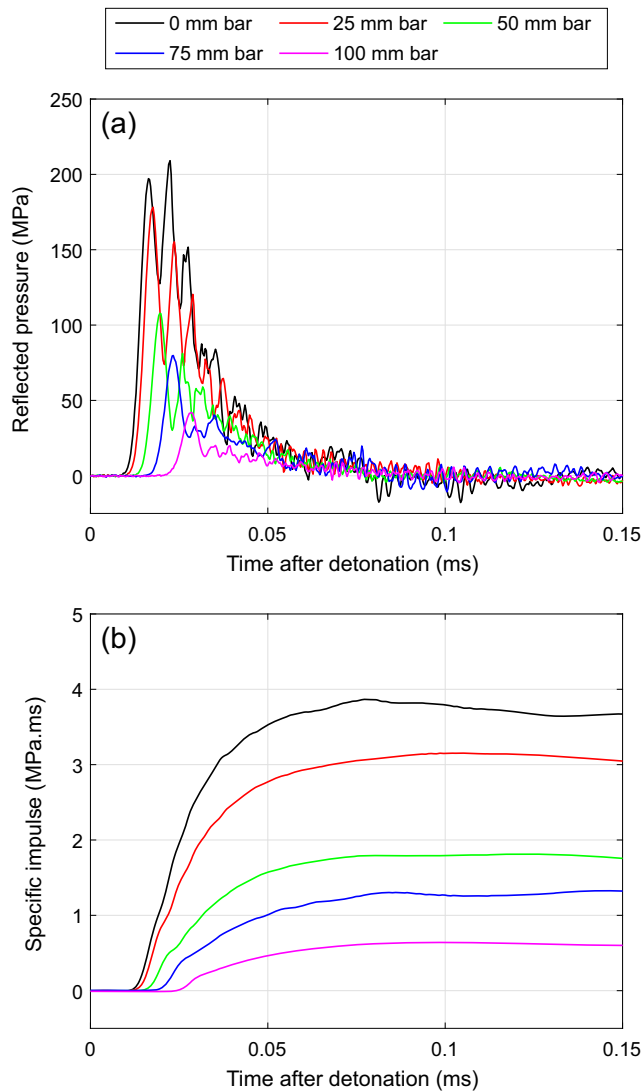 0 mm bar 25 mm bar 50 mm bar
75 mm bar 100 mm bar
(a)
250
200
150
100
50
0
Reflected pressure (MPa)
0 0.05 0.1 0.15
Time after detonation (ms)
(b)
5
4
3
2
1
0
Specific impulse (MPa.ms)
0 0.05 0.1 0.15
Time after detonation (ms)